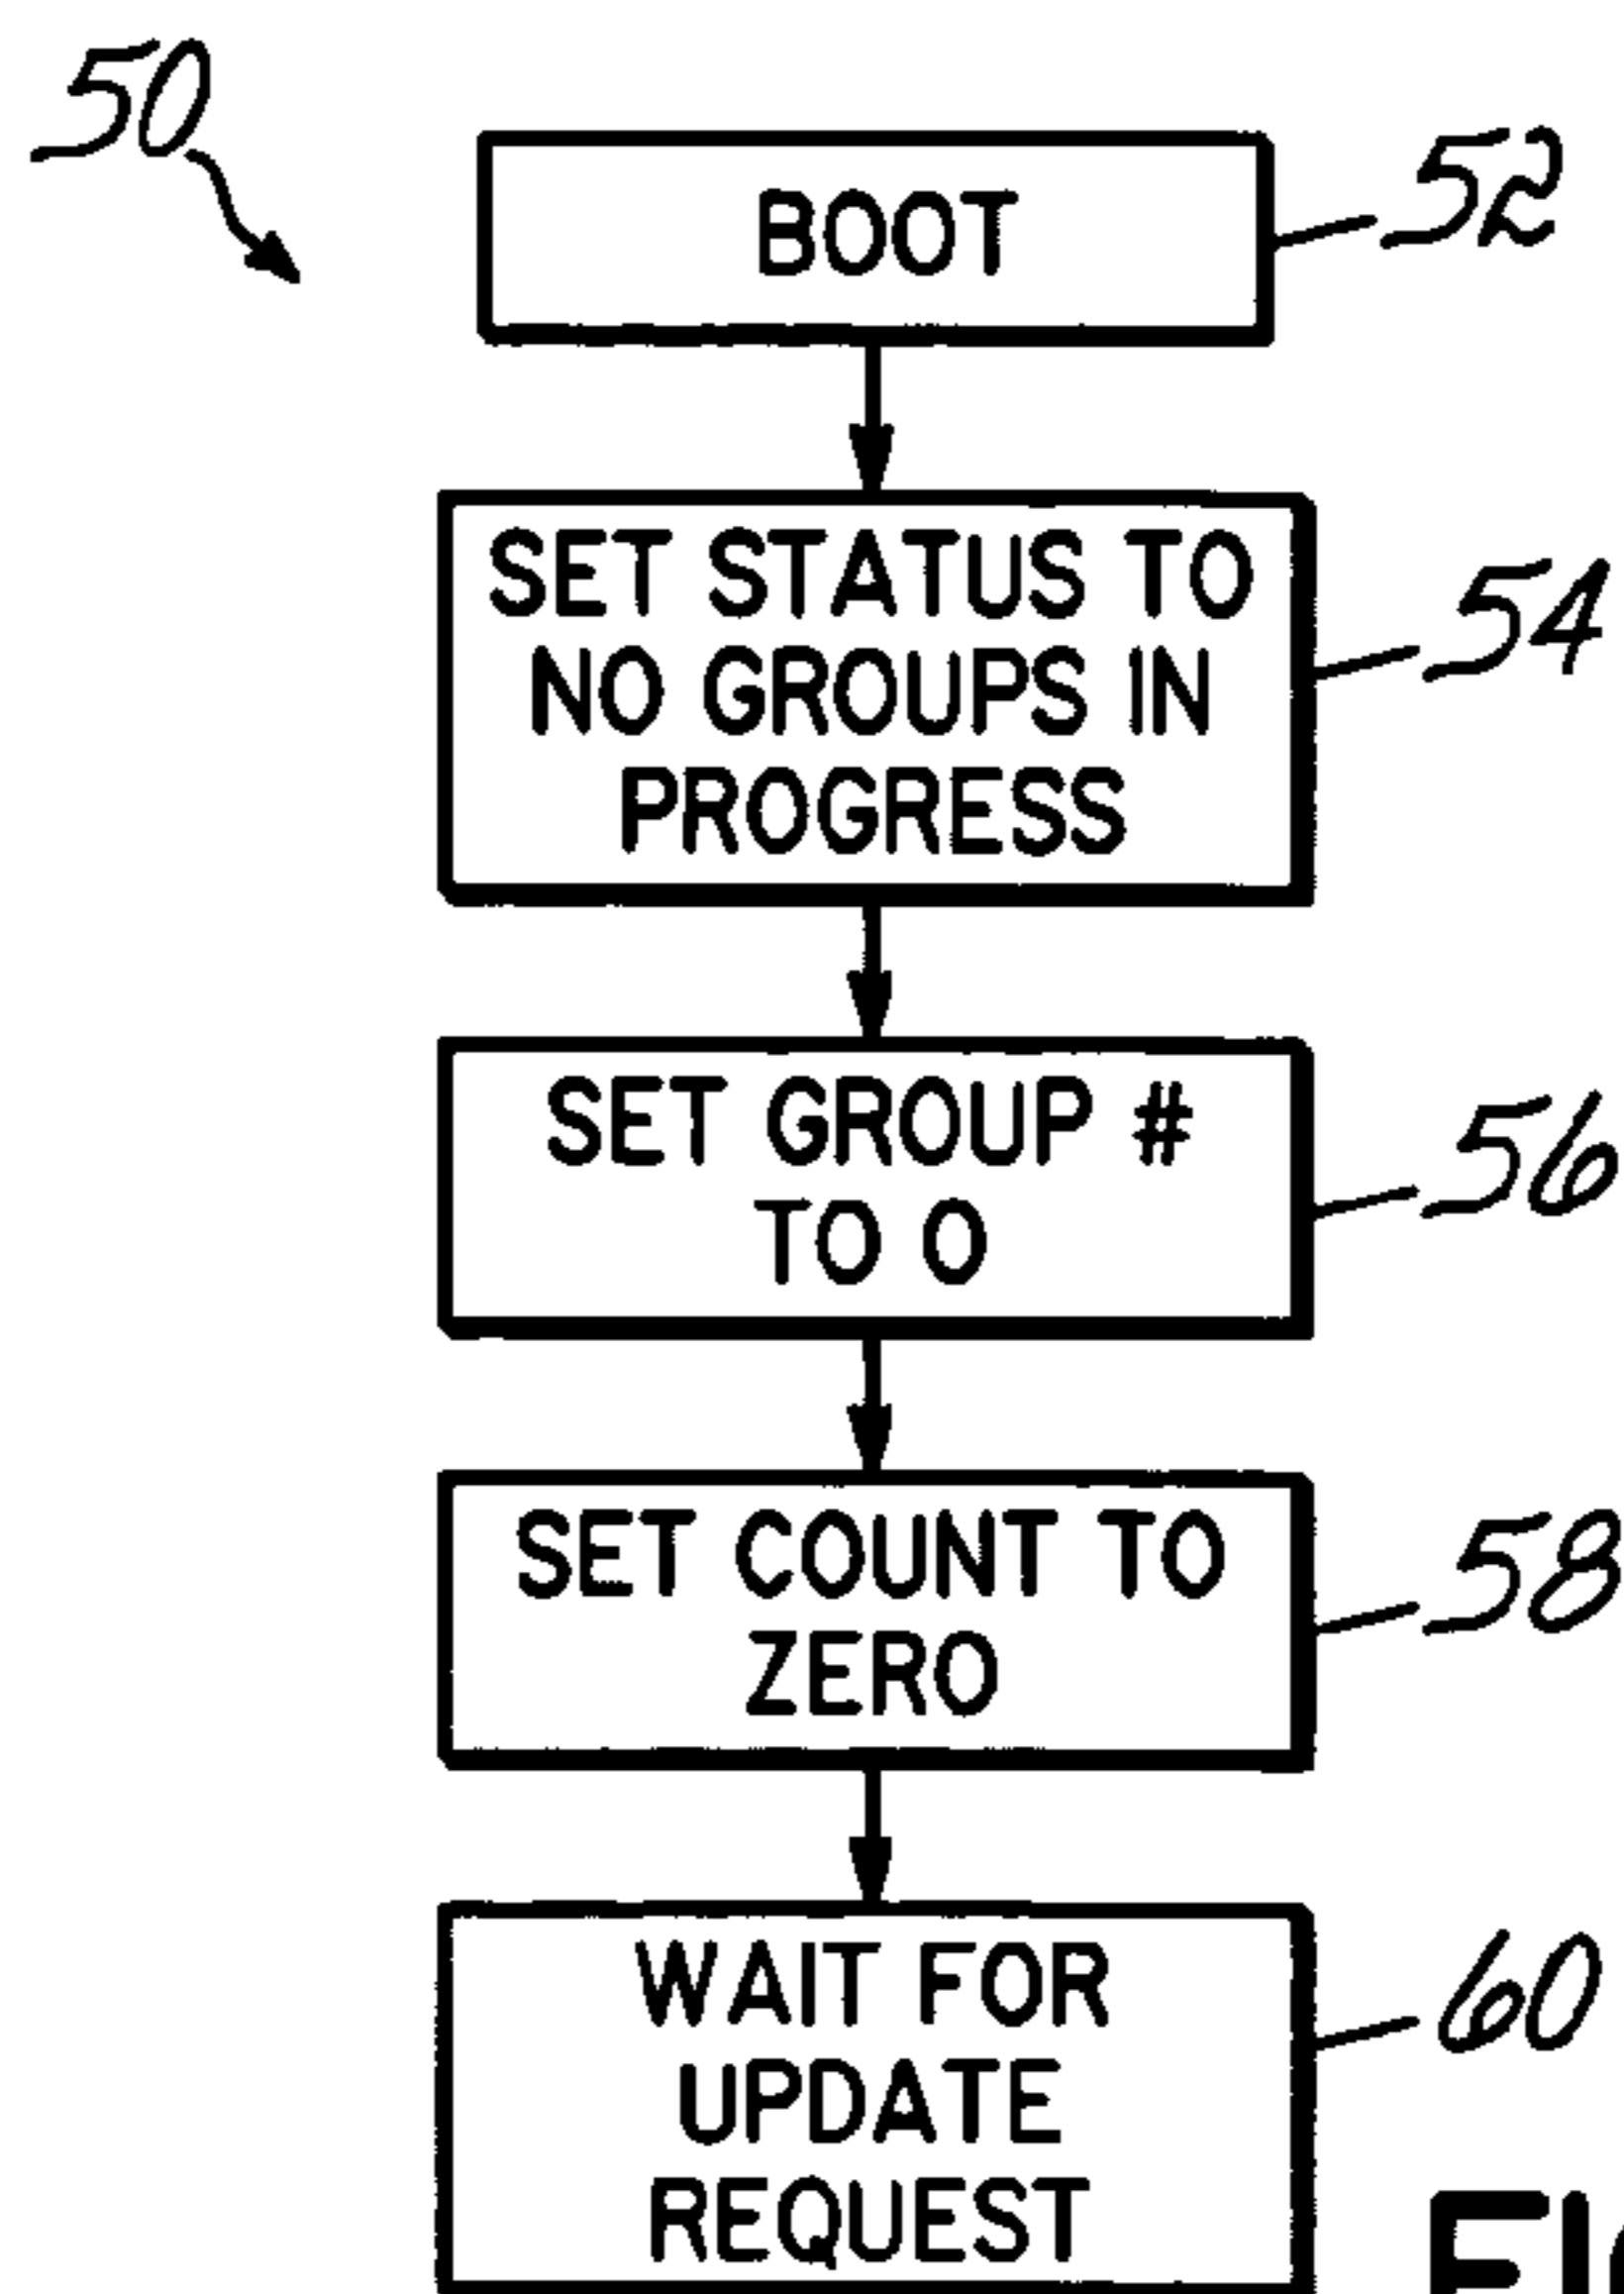 50
BOOT
52
SET STATUS TO
NO GROUPS IN
PROGRESS
54
SET GROUP #
TO 0
56
SET COUNT TO
ZERO
58
WAIT FOR
UPDATE
REQUEST
60